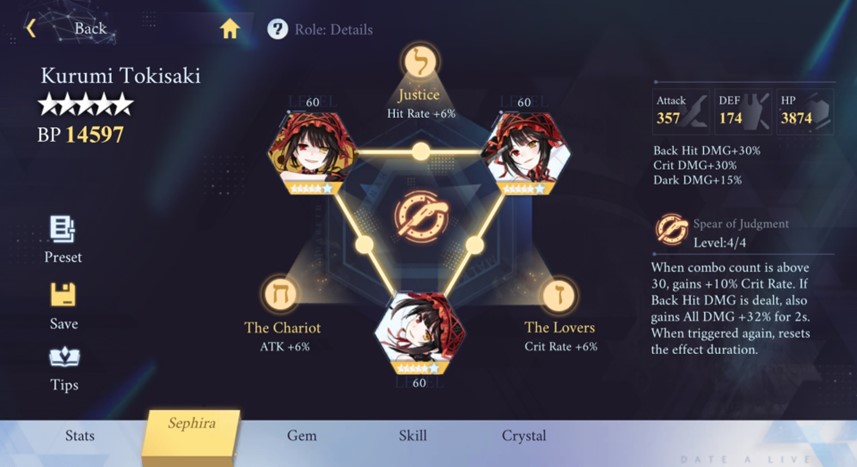 Back
Role: Details
Kurumi Tokisaki
BP 14597
Preset
Save
Tips
60
LEVEL
60
LEVEL
ל
Justice
Hit Rate +6%
ח
The Chariot
ATK +6%
ז
The Lovers
Crit Rate +6%
60
LEVEL
Attack
357
DEF
174
HP
3874
Back Hit DMG+30%
Crit DMG+30%
Dark DMG+15%
Spear of Judgment
Level:4/4
When combo count is above
30, gains +10% Crit Rate. If
Back Hit DMG is dealt, also
gains All DMG +32% for 2s.
When triggered again, resets
the effect duration.
Stats
Sephira
Gem
Skill
Crystal
DATE A LIVE